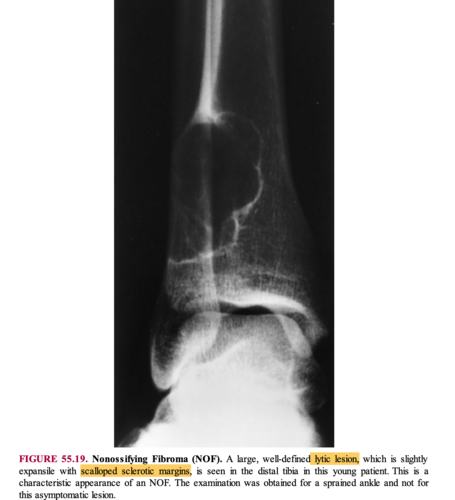 FIGURE 55.19. Nonossifying Fibroma (NOF). A large, well-defined lytic lesion, which is slightly
expansile with scalloped sclerotic margins, is seen in the distal tibia in this young patient. This is a
characteristic appearance of an NOF. The examination was obtained for a sprained ankle and not for
this asymptomatic lesion.